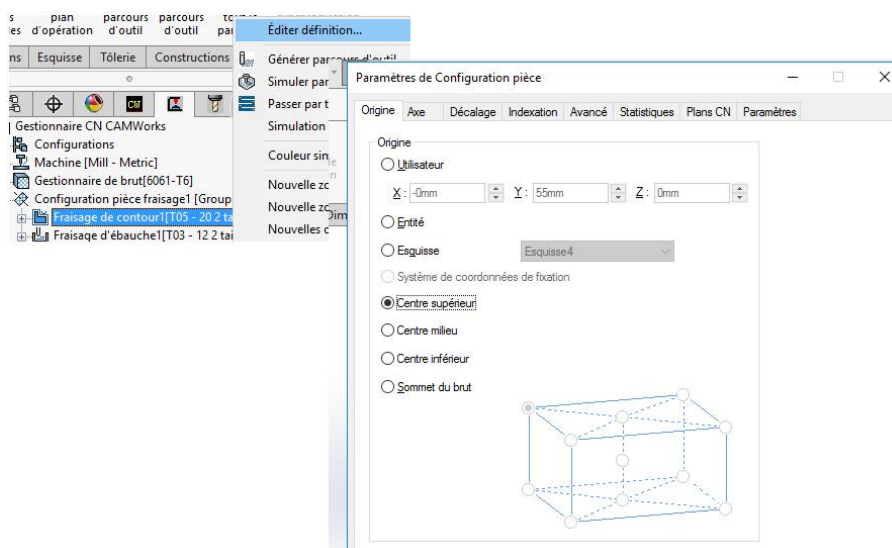 plan parcours parcours
d'opération d'outil d'outil
Esquisse Tôlerie Constructions
Gestionnaire CN CAMWorks
Configurations
Machine [Mill - Metric]
Gestionnaire de brut[6061-T6]
Configuration pièce fraisage1 [Group
Fraisage de contour1[T05 - 20 2 tai
Fraisage d'ébauche1[T03 - 12 2 tail
Éditer définition...
Générer parcours d'outil
Simuler par
Passer par t
Simulation
Couleur sim
Nouvelle zo
Nouvelle zo
Nouvelles c
Paramètres de Configuration pièce
Origine Axe Décalage Indexation Avancé Statistiques Plans CN Paramètres
Origine
Utilisateur
X : -0mm Y : 55mm Z : 0mm
Entité
Esquisse Esquisse4
Système de coordonnées de fixation
Centre supérieur
Centre milieu
Centre inférieur
Sommet du brut